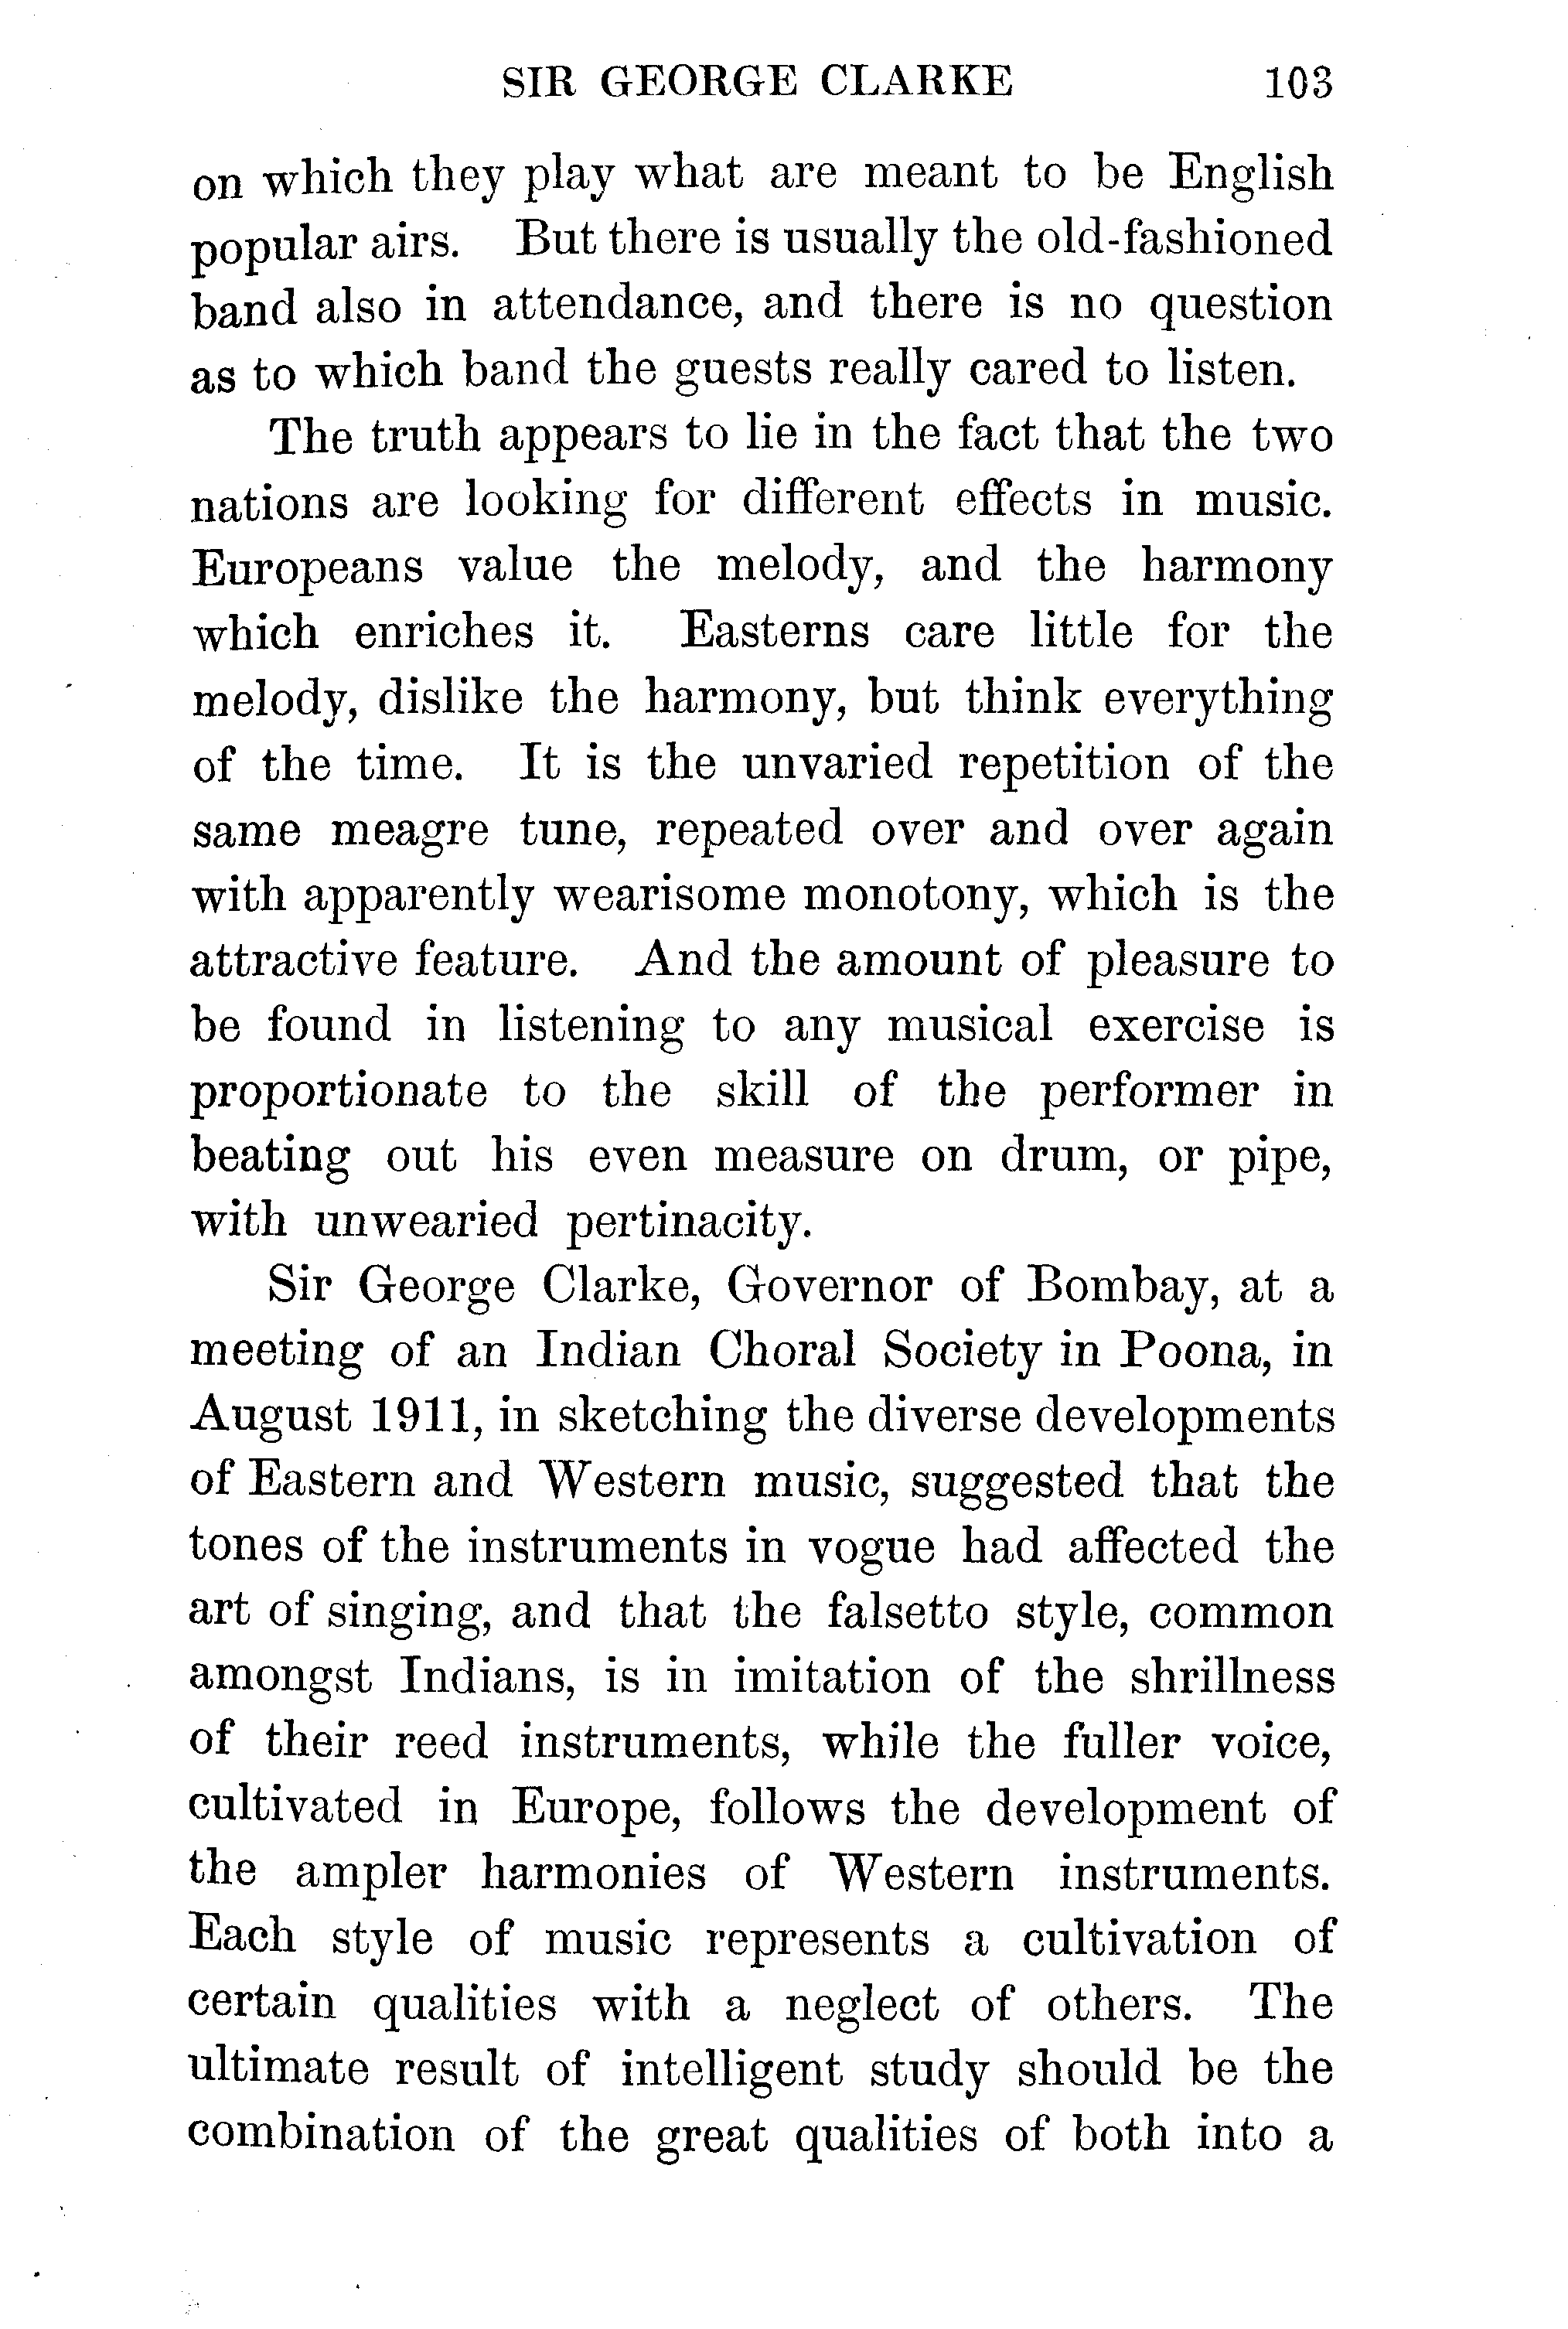 SIR GEORGE CLARKE 103
on which they play what are meant to be English
popular airs. But there is usually the old-fashioned
band also in attendance, and there is no question
as to which band the guests really cared to listen.
The truth appears to lie in the fact that the two
nations are looking for different effects in music.
Europeans value the melody, and the harmony
which enriches it. Easterns care little for the
melody, dislike the harmony, but think everything
of the time. It is the unvaried repetition of the
same meagre tune, repeated over and over again
with apparently wearisome monotony, which is the
attractive feature. And the amount of pleasure to
be found in listening to any musical exercise is
proportionate to the skill of the performer in
beating out his even measure on drum, or pipe,
with unwearied pertinacity.
Sir George Clarke, Governor of Bombay, at a
meeting of an Indian Choral Society in Poona, in
August 1911, in sketching the diverse developments
of Eastern and Western music, suggested that the
tones of the instruments in vogue had affected the
art of singing, and that the falsetto style, common
amongst Indians, is in imitation of the shrillness
of their reed instruments, while the fuller voice,
cultivated in Europe, follows the development of
the ampler harmonies of Western instruments.
Each style of music represents a cultivation of
certain qualities with a neglect of others. The
ultimate result of intelligent study should be the
combination of the great qualities of both into a